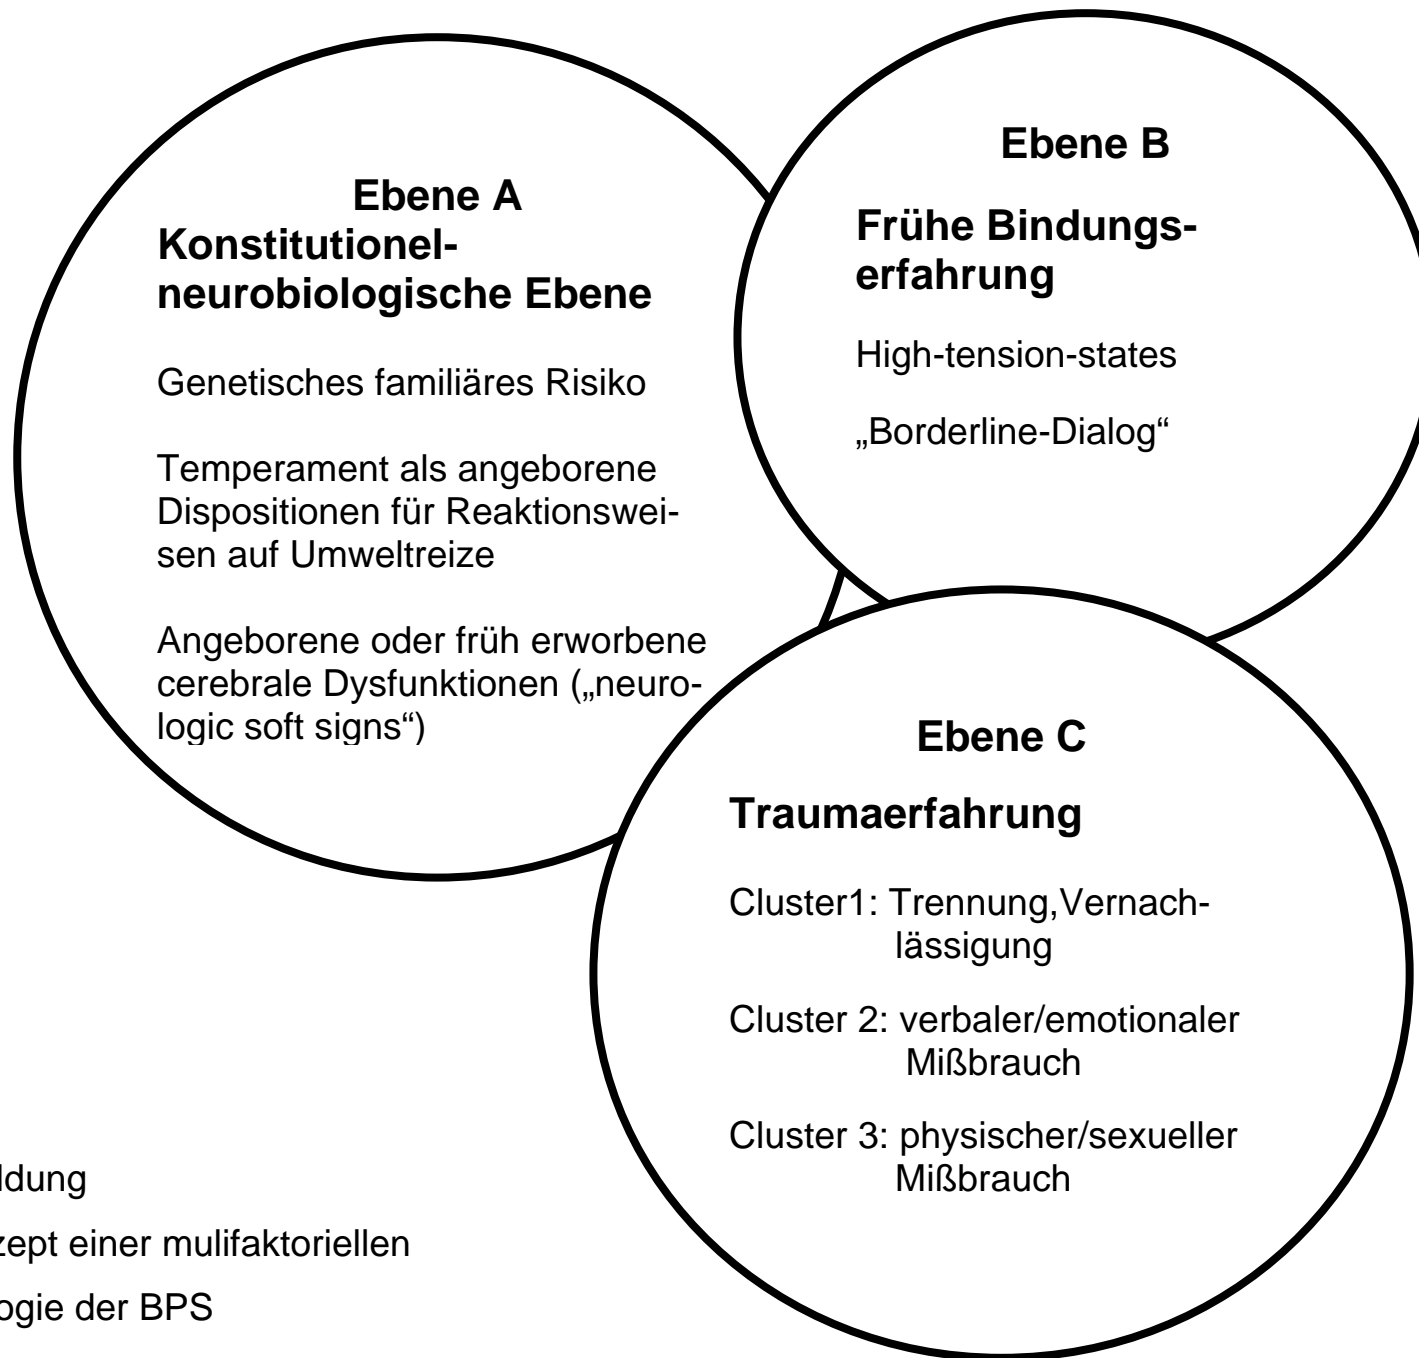 Ebene A
Konstitutionel-
neurobiologische Ebene
Genetisches familiäres Risiko
Temperament als angeborene
Dispositionen für Reaktionswei-
sen auf Umweltreize
Angeborene oder früh erworbene
cerebrale Dysfunktionen („neuro-
logic soft signs“)
Ebene B
Frühe Bindungs-
erfahrung
High-tension-states
„Borderline-Dialog“
Ebene C
Traumaerfahrung
Cluster1: Trennung,Vernach-
lässigung
Cluster 2: verbaler/emotionaler
Mißbrauch
Cluster 3: physischer/sexueller
Mißbrauch
ldung
zept einer mulifaktoriellen
ogie der BPS